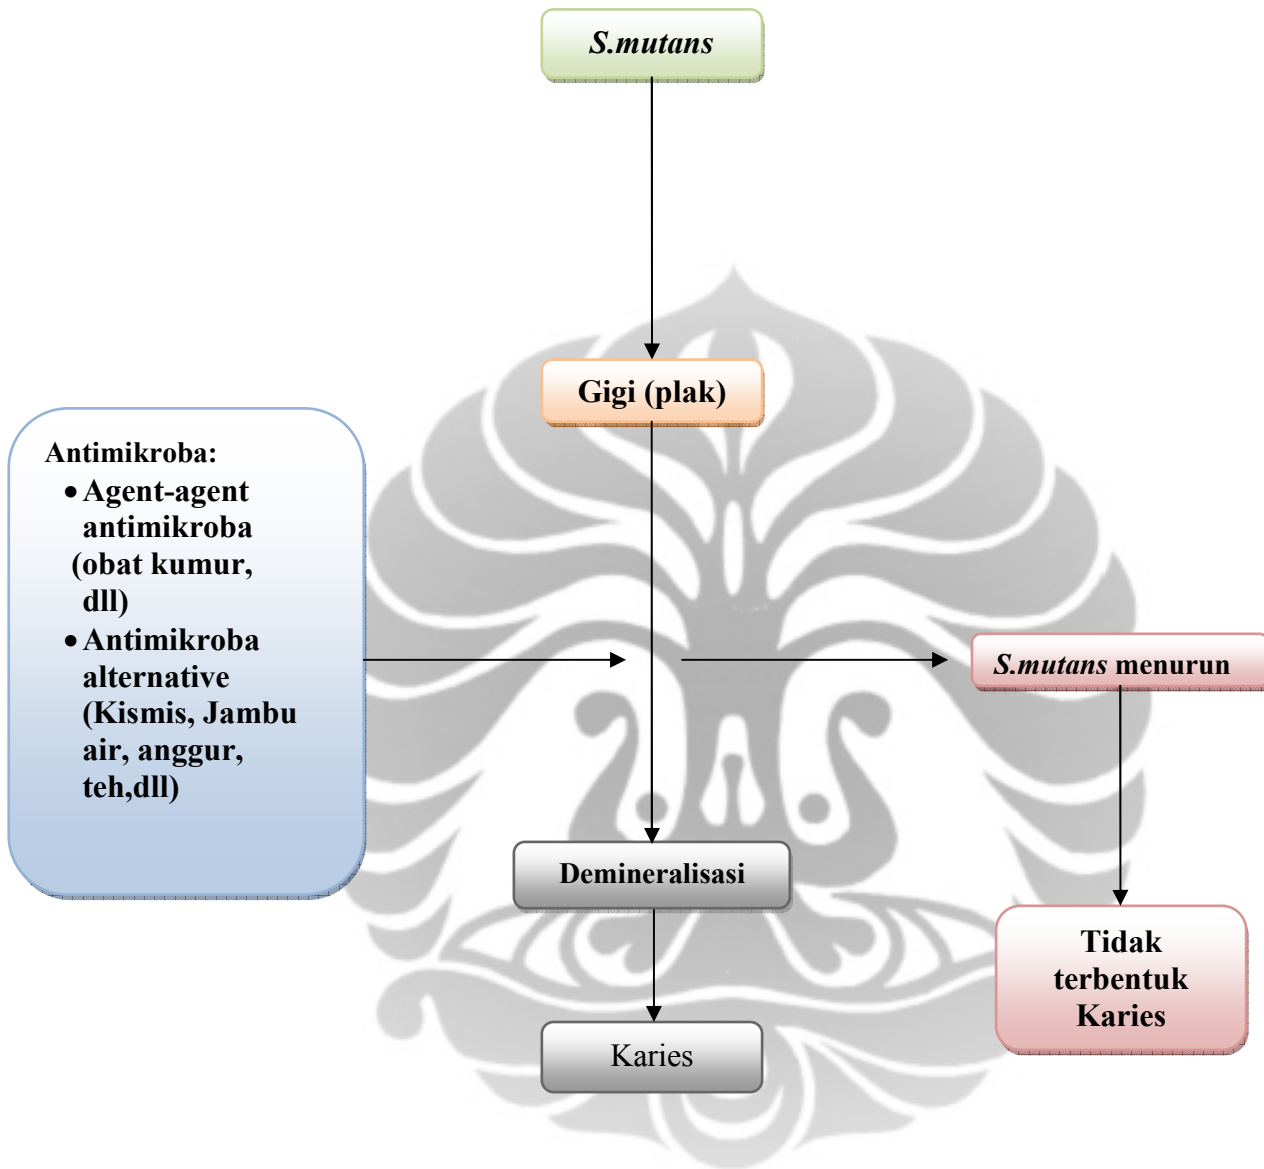 S.mutans
Gigi (plak)
Antimikroba:
• Agent-agent
antimikroba
(obat kumur,
dll)
• Antimikroba
alternative
(Kismis, Jambu
air, anggur,
teh,dll)
S.mutans menurun
Demineralisasi
Tidak
terbentuk
Karies
Karies